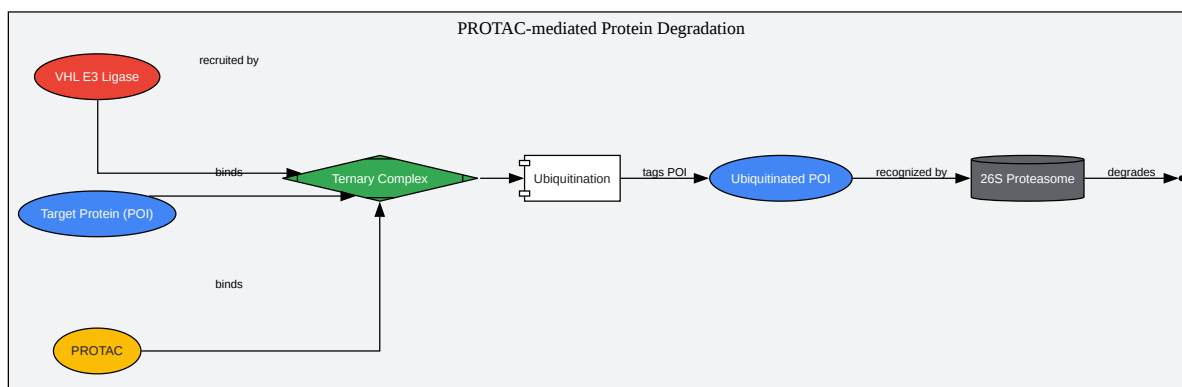 PROTAC-mediated Protein Degradation
recruited by
VHL E3 Ligase
binds
Ternary Complex
Ubiquitination
tags POI
Ubiquitinated POI
recognized by
26S Proteasome
degrades
Target Protein (POI)
binds
PROTAC